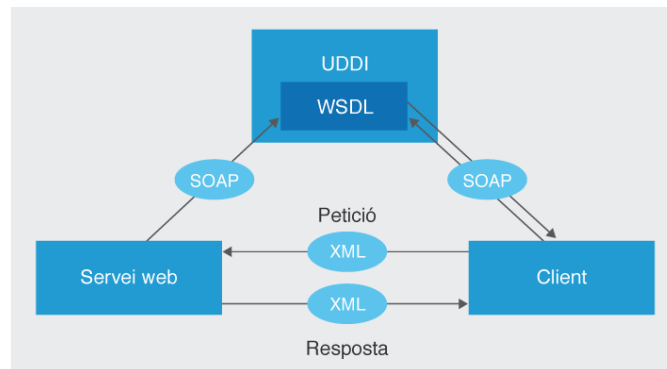 UDDI
WSDL
SOAP
SOAP
Petició
XML
Servei web
Client
XML
Resposta